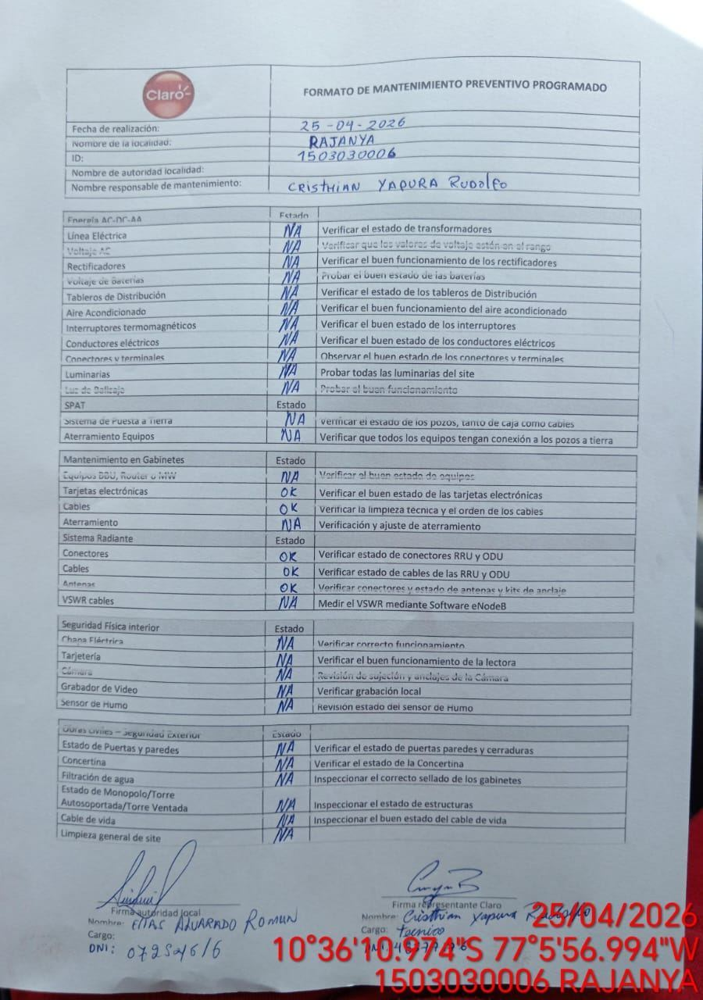 Claro
FORMATO DE MANTENIMIENTO PREVENTIVO PROGRAMADO
Fecha de realización: 25-04-2026
Nombre de la localidad: RAJANYA
ID: 1503030006
Nombre de autoridad localidad:
Nombre responsable de mantenimiento: CRISTHIAN YAPURA RUDOLFO
Energía AC-DC-AA Estado
Línea Eléctrica NA Verificar el estado de transformadores
Voltaje AC NA Verificar que los valores de voltaje estén en el rango
Rectificadores NA Verificar el buen funcionamiento de los rectificadores
Voltaje de Baterías NA Probar el buen estado de las baterías
Tableros de Distribución NA Verificar el estado de los tableros de Distribución
Aire Acondicionado NA Verificar el buen funcionamiento del aire acondicionado
Interruptores termomagnéticos NA Verificar el buen estado de los interruptores
Conductores eléctricos NA Verificar el buen estado de los conductores eléctricos
Conectores y terminales NA Observar el buen estado de los conectores y terminales
Luminarias NA Probar todas las luminarias del site
Luz de Balizaje NA Probar el buen funcionamiento
SPAT Estado
Sistema de Puesta a Tierra NA Verificar el estado de los pozos, tanto de caja como cables
Aterramiento Equipos NA Verificar que todos los equipos tengan conexión a los pozos a tierra
Mantenimiento en Gabinetes Estado
Equipos BBU, Router o MW NA Verificar el buen estado de equipos
Tarjetas electrónicas OK Verificar el buen estado de las tarjetas electrónicas
Cables OK Verificar la limpieza técnica y el orden de los cables
Aterramiento NA Verificación y ajuste de aterramiento
Sistema Radiante Estado
Conectores OK Verificar estado de conectores RRU y ODU
Cables OK Verificar estado de cables de las RRU y ODU
Antenas OK Verificar conectores y estado de antenas y kits de anclaje
VSWR cables NA Medir el VSWR mediante Software eNodeB
Seguridad Física interior Estado
Chapa Eléctrica NA Verificar correcto funcionamiento
Tarjetería NA Verificar el buen funcionamiento de la lectora
Cámara NA Revisión de sujeción y anclajes de la Cámara
Grabador de Video NA Verificar grabación local
Sensor de Humo NA Revisión estado del sensor de Humo
Obras Civiles – Seguridad Exterior Estado
Estado de Puertas y paredes NA Verificar el estado de puertas paredes y cerraduras
Concertina NA Verificar el estado de la Concertina
Filtración de agua NA Inspeccionar el correcto sellado de los gabinetes
Estado de Monopolo/Torre
Autosoportada/Torre Ventada NA Inspeccionar el estado de estructuras
Cable de vida NA Inspeccionar el buen estado del cable de vida
Limpieza general de site NA
Firma autoridad local
Nombre: ELIAS ALVARADO ROMAN
Cargo:
DNI:
Firma representante Claro
Nombre: Cristhian Yapura Rudolfo
Cargo: tecnico
DNI:
25/04/2026
10°36'10.974"S 77°5'56.994"W
1503030006 RAJANYA